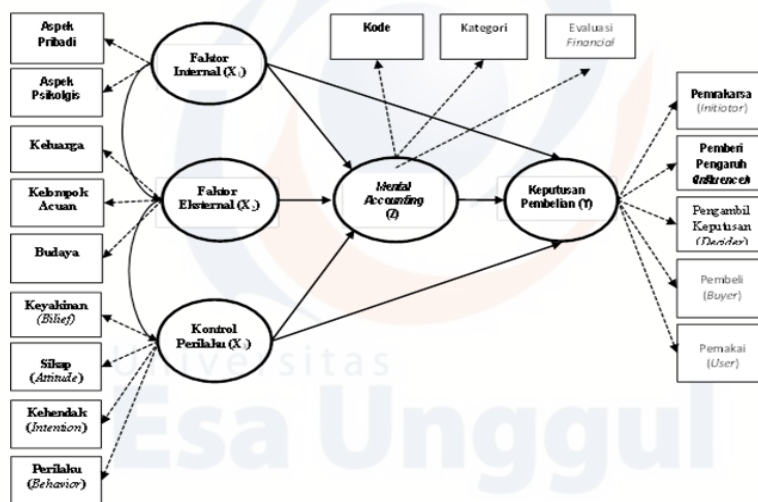 Aspek
Pribadi
Aspek
Psikolgis
Keluarga
Kelompok
Acuan
Budaya
Keyakinan
(Bilief)
Sikap
(Attitude)
Kehendak
(Intention)
Perilaku
(Behavior)
Faktor
Internal (X₁)
Faktor
Eksternal (X₂)
Kontrol
Perilaku (X₃)
Kode
Kategori
Evaluasi
Financial
Mental
Accounting
(Z)
Keputusan
Pembelian (Y)
Pemrakarsa
(Initiotor)
Pemberi
Pengaruh
Pengambil
Keputusan
(Decider)
Pembeli
(Buyer)
Pemakai
(User)
Universitas
Esa Unggul